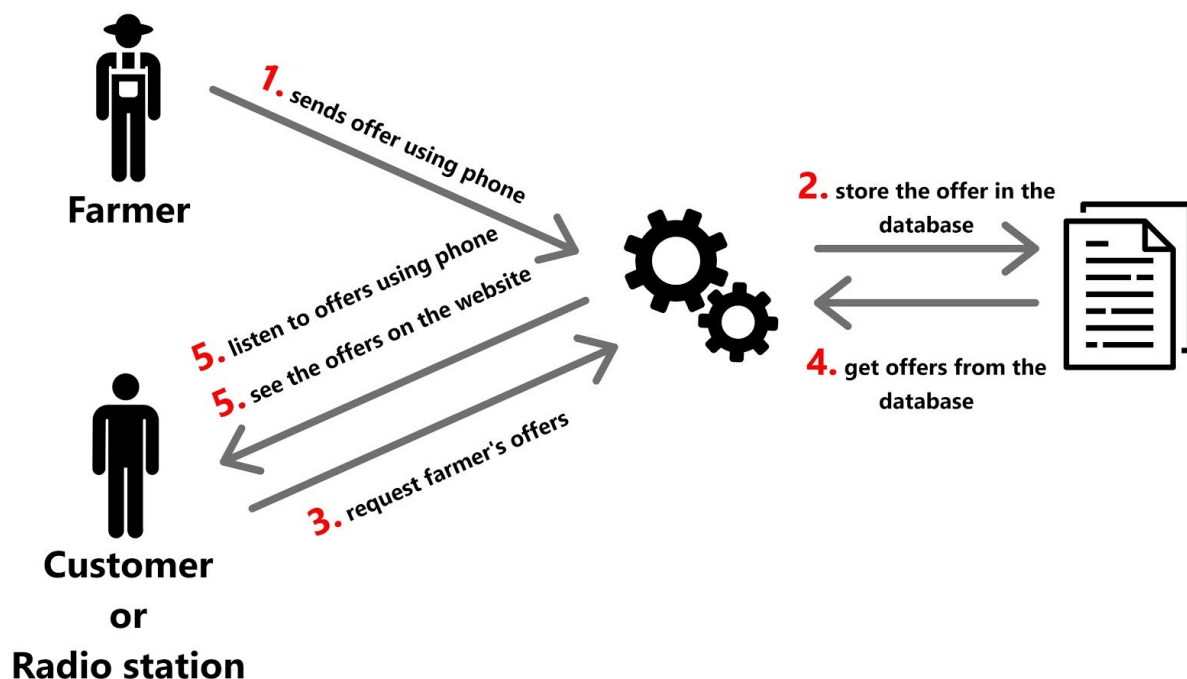 1. sends offer using phone
Farmer
2. store the offer in the
database
5. listen to offers using phone
5. see the offers on the website
4. get offers from the
database
3. request farmer's offers
Customer
or
Radio station